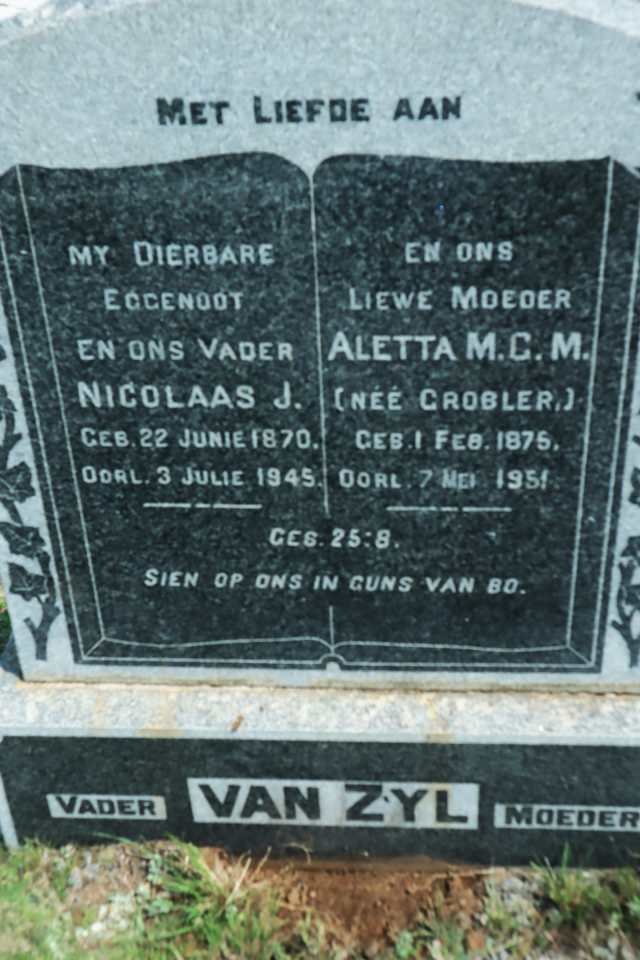 MET LIEFDE AAN
MY DIERBARE
EGGENOOT
EN ONS VADER
NICOLAAS J.
GEB. 22 JUNIE 1870.
OORL. 3 JULIE 1945.
EN ONS
LIEWE MOEDER
ALETTA M.C.M.
(NÉÉ GROBLER,)
GEB. 1 FEB. 1875,
OORL. 7 MEI 1951.
GES. 25:8.
SIEN OP ONS IN GUNS VAN BO.
VADER VAN ZYL MOEDER